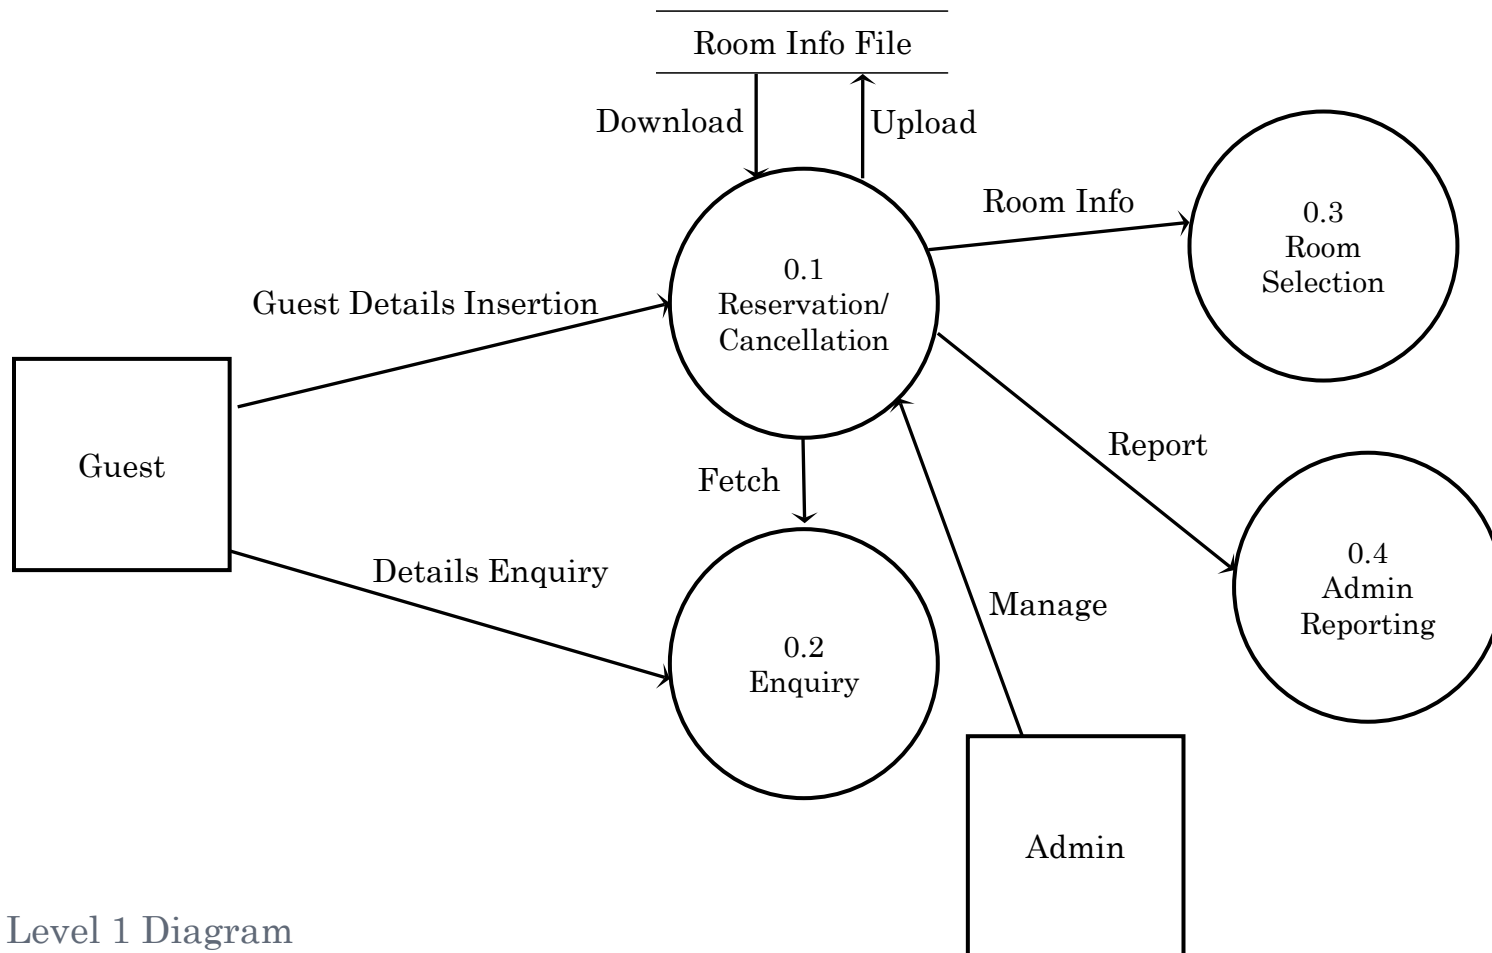 Room Info File
Download
Upload
Room Info
0.3
Room
Selection
0.1
Reservation/
Cancellation
Guest Details Insertion
Guest
Report
Fetch
Details Enquiry
0.4
Admin
Reporting
Manage
0.2
Enquiry
Admin
Level 1 Diagram